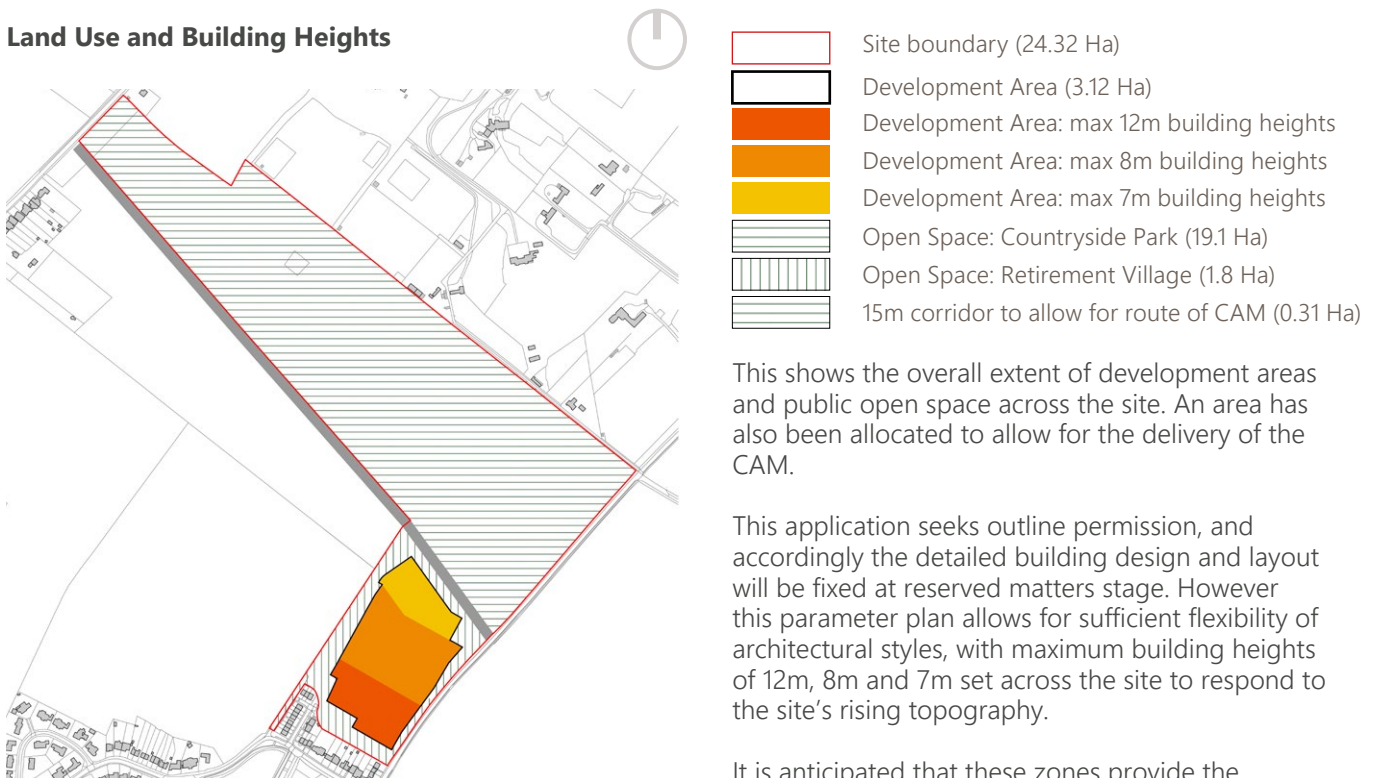 Land Use and Building Heights
Site boundary (24.32 Ha)
Development Area (3.12 Ha)
Development Area: max 12m building heights
Development Area: max 8m building heights
Development Area: max 7m building heights
Open Space: Countryside Park (19.1 Ha)
Open Space: Retirement Village (1.8 Ha)
15m corridor to allow for route of CAM (0.31 Ha)
This shows the overall extent of development areas
and public open space across the site. An area has
also been allocated to allow for the delivery of the
CAM.
This application seeks outline permission, and
accordingly the detailed building design and layout
will be fixed at reserved matters stage. However
this parameter plan allows for sufficient flexibility of
architectural styles, with maximum building heights
of 12m, 8m and 7m set across the site to respond to
the site’s rising topography.
It is anticipated that these zones provide the